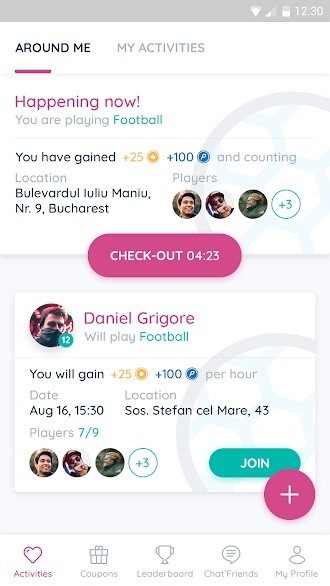 12:30
AROUND ME MY ACTIVITIES
Happening now!
You are playing Football
You have gained +25 +100 P and counting
Location Players
Bulevardul Iuliu Maniu,
Nr. 9, Bucharest
+3
CHECK-OUT 04:23
Daniel Grigore
12
Will play Football
You will gain +25 +100 P per hour
Date Location
Aug 16, 15:30 Sos. Stefan cel Mare, 43
Players 7/9
+3
JOIN
+
Activities Coupons Leaderboard Chat'Friends My Profile